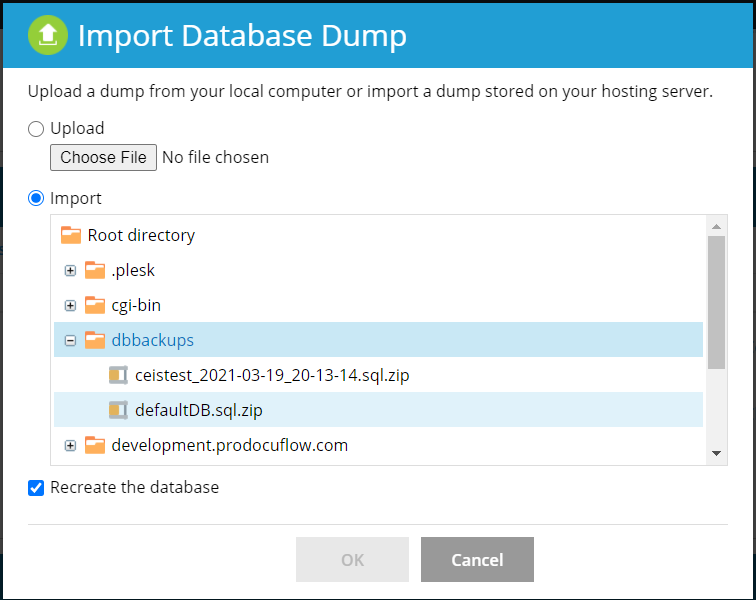 Import Database Dump
Upload a dump from your local computer or import a dump stored on your hosting server.
Upload
Choose File No file chosen
Import
Root directory
.plesk
cgi-bin
dbbackups
ceistest_2021-03-19_20-13-14.sql.zip
defaultDB.sql.zip
development.prodocuflow.com
Recreate the database
OK Cancel